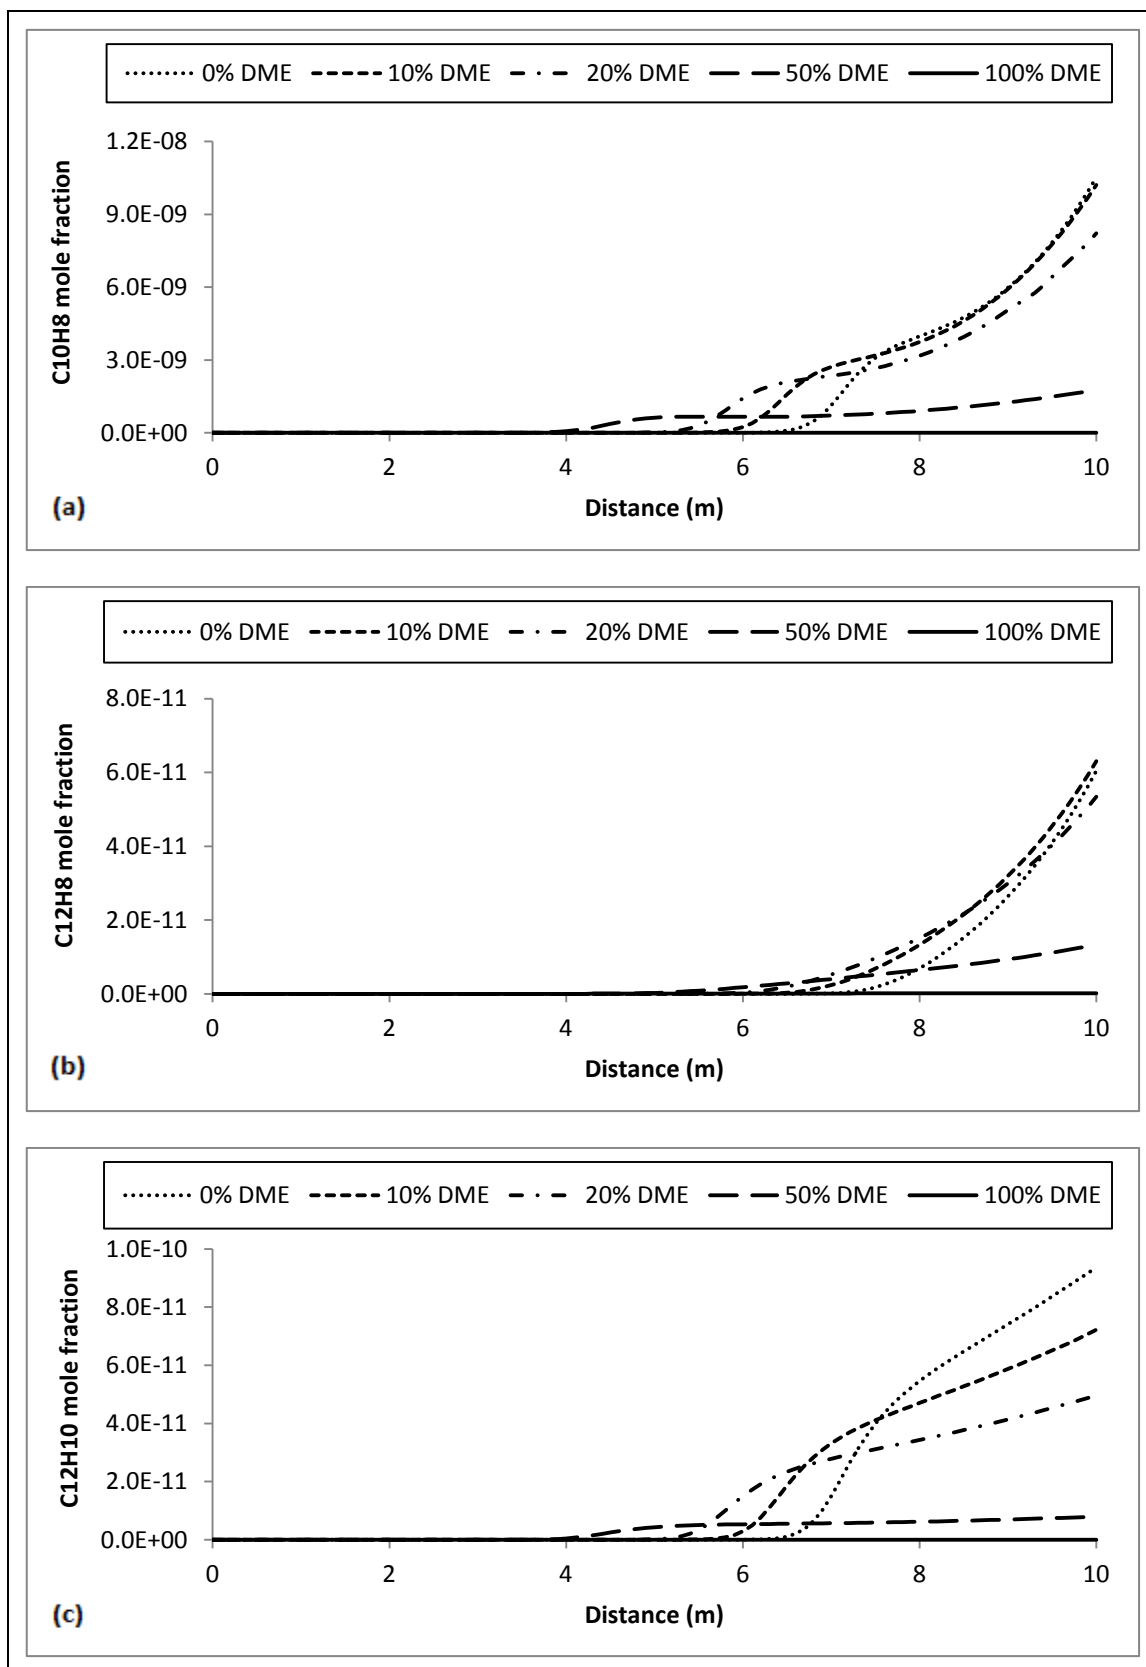 0% DME 10% DME 20% DME 50% DME 100% DME
1.2E-08
9.0E-09
6.0E-09
3.0E-09
0.0E+00
C10H8 mole fraction
0 2 4 6 8 10
Distance (m)
(a)
0% DME 10% DME 20% DME 50% DME 100% DME
8.0E-11
6.0E-11
4.0E-11
2.0E-11
0.0E+00
C12H8 mole fraction
0 2 4 6 8 10
Distance (m)
(b)
0% DME 10% DME 20% DME 50% DME 100% DME
1.0E-10
8.0E-11
6.0E-11
4.0E-11
2.0E-11
0.0E+00
C12H10 mole fraction
0 2 4 6 8 10
Distance (m)
(c)